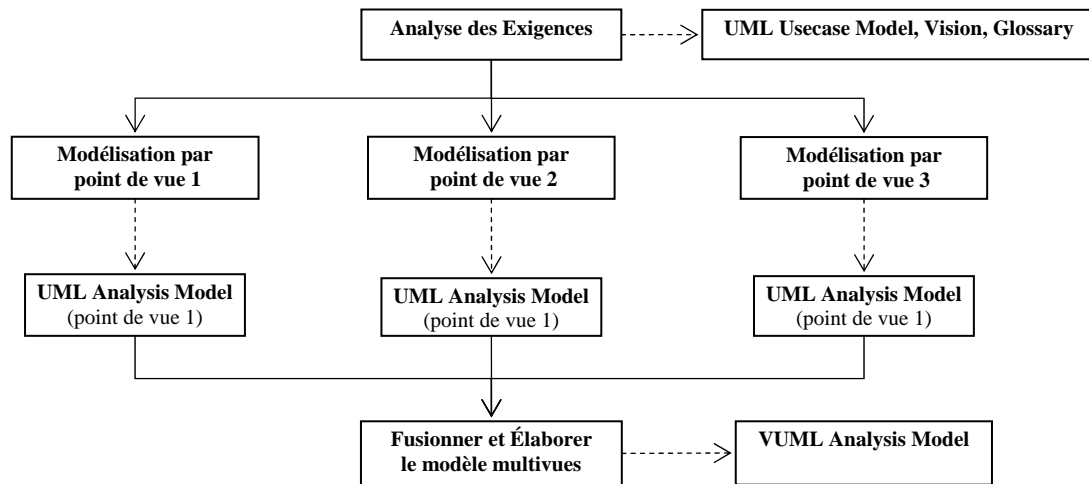 Analyse des Exigences
UML Usecase Model, Vision, Glossary
Modélisation par
point de vue 1
Modélisation par
point de vue 2
Modélisation par
point de vue 3
UML Analysis Model
(point de vue 1)
UML Analysis Model
(point de vue 1)
UML Analysis Model
(point de vue 1)
Fusionner et Élaborer
le modèle multivues
VUML Analysis Model